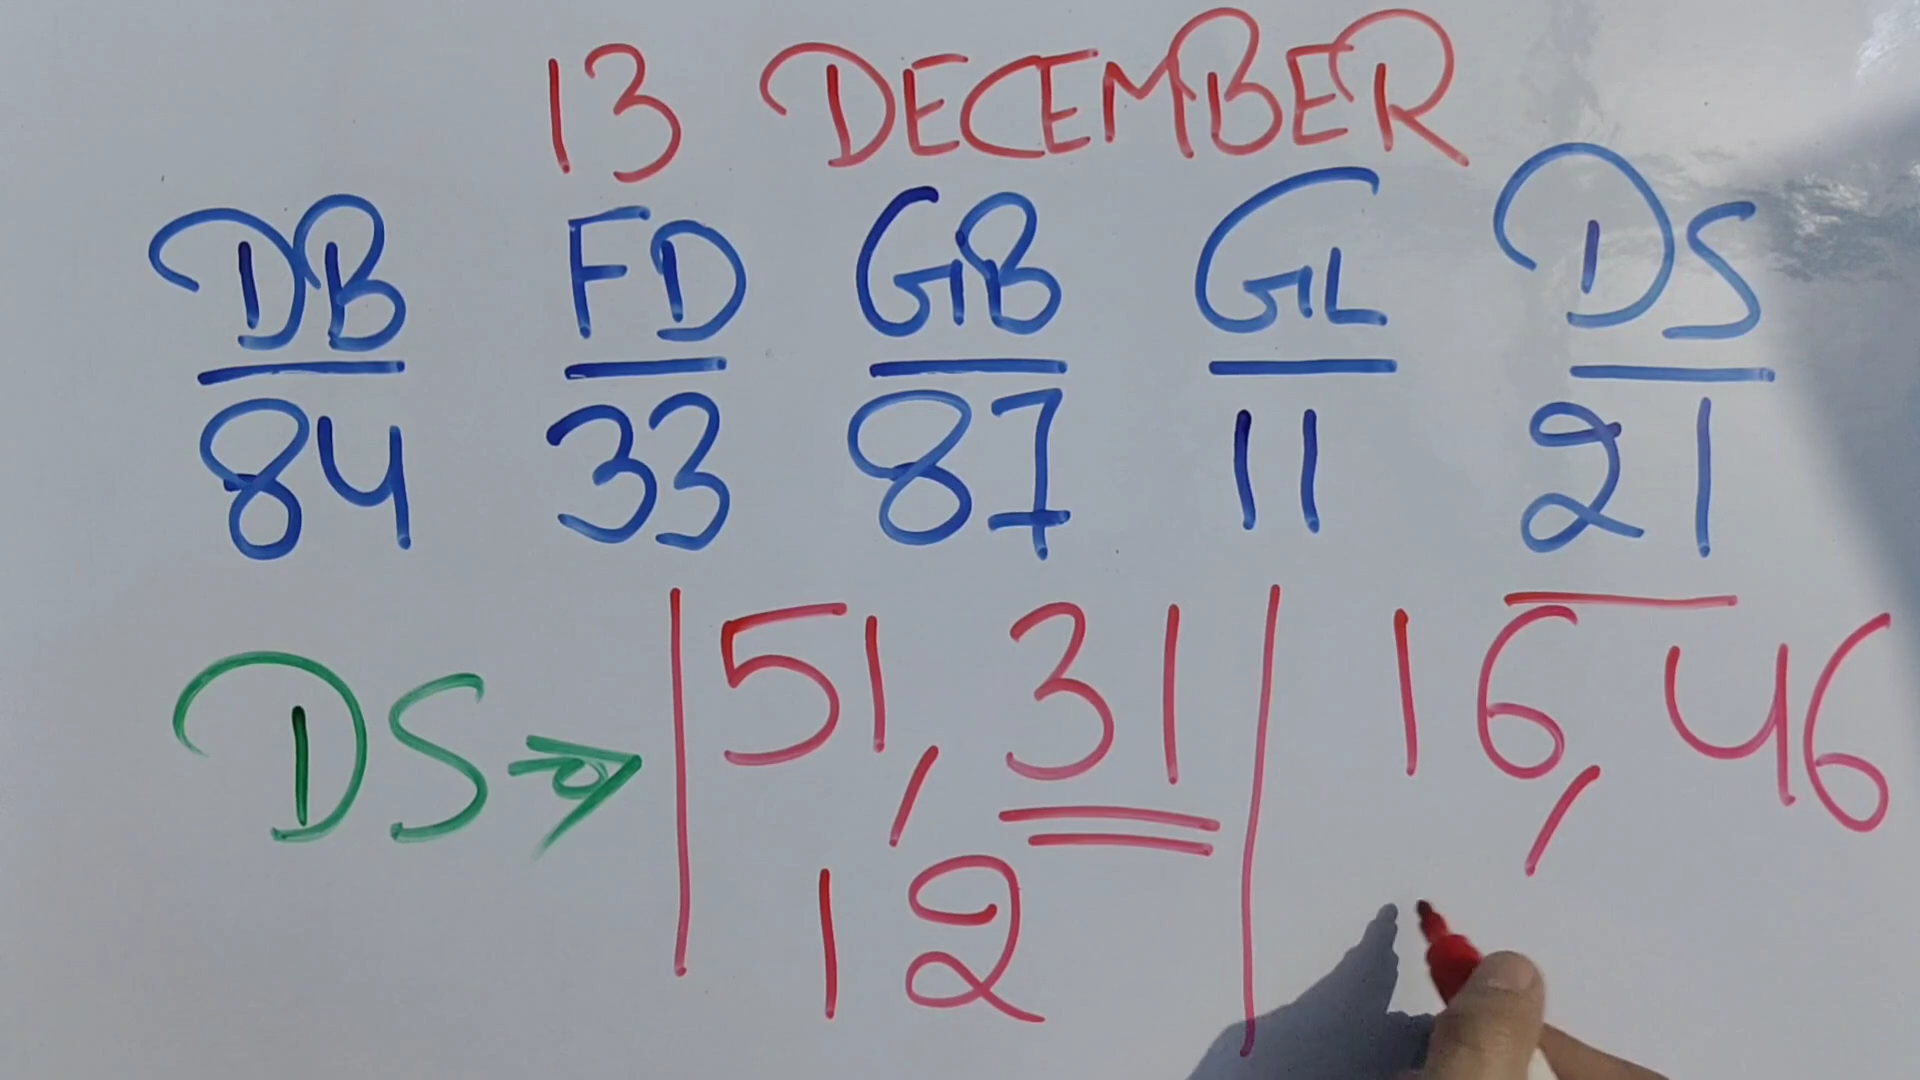 13 DECEMBER
DB FD GB GL DS
84 33 87 11 21
DS → 51, 31 16, 46
12